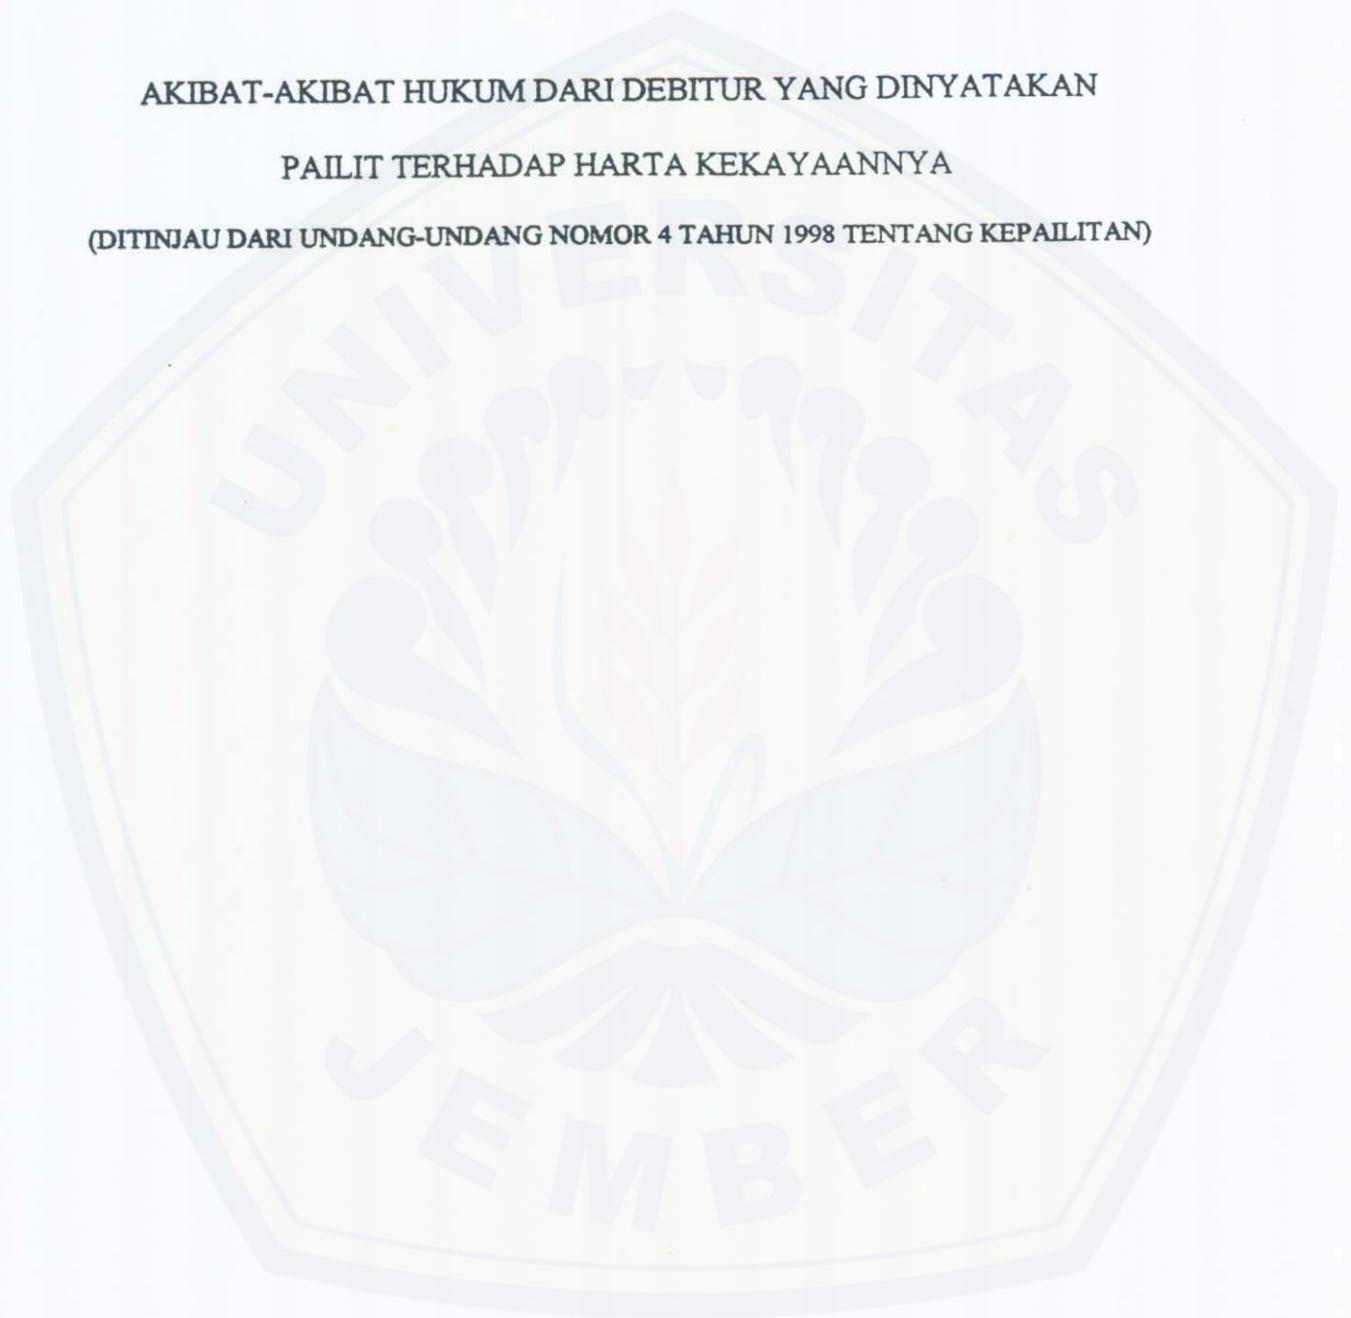 AKIBAT-AKIBAT HUKUM DARI DEBITUR YANG DINYATAKAN
PAILIT TERHADAP HARTA KEKAYAANNYA
(DITINJAU DARI UNDANG-UNDANG NOMOR 4 TAHUN 1998 TENTANG KEPAILITAN)
UNIVERSITAS
JEMBER